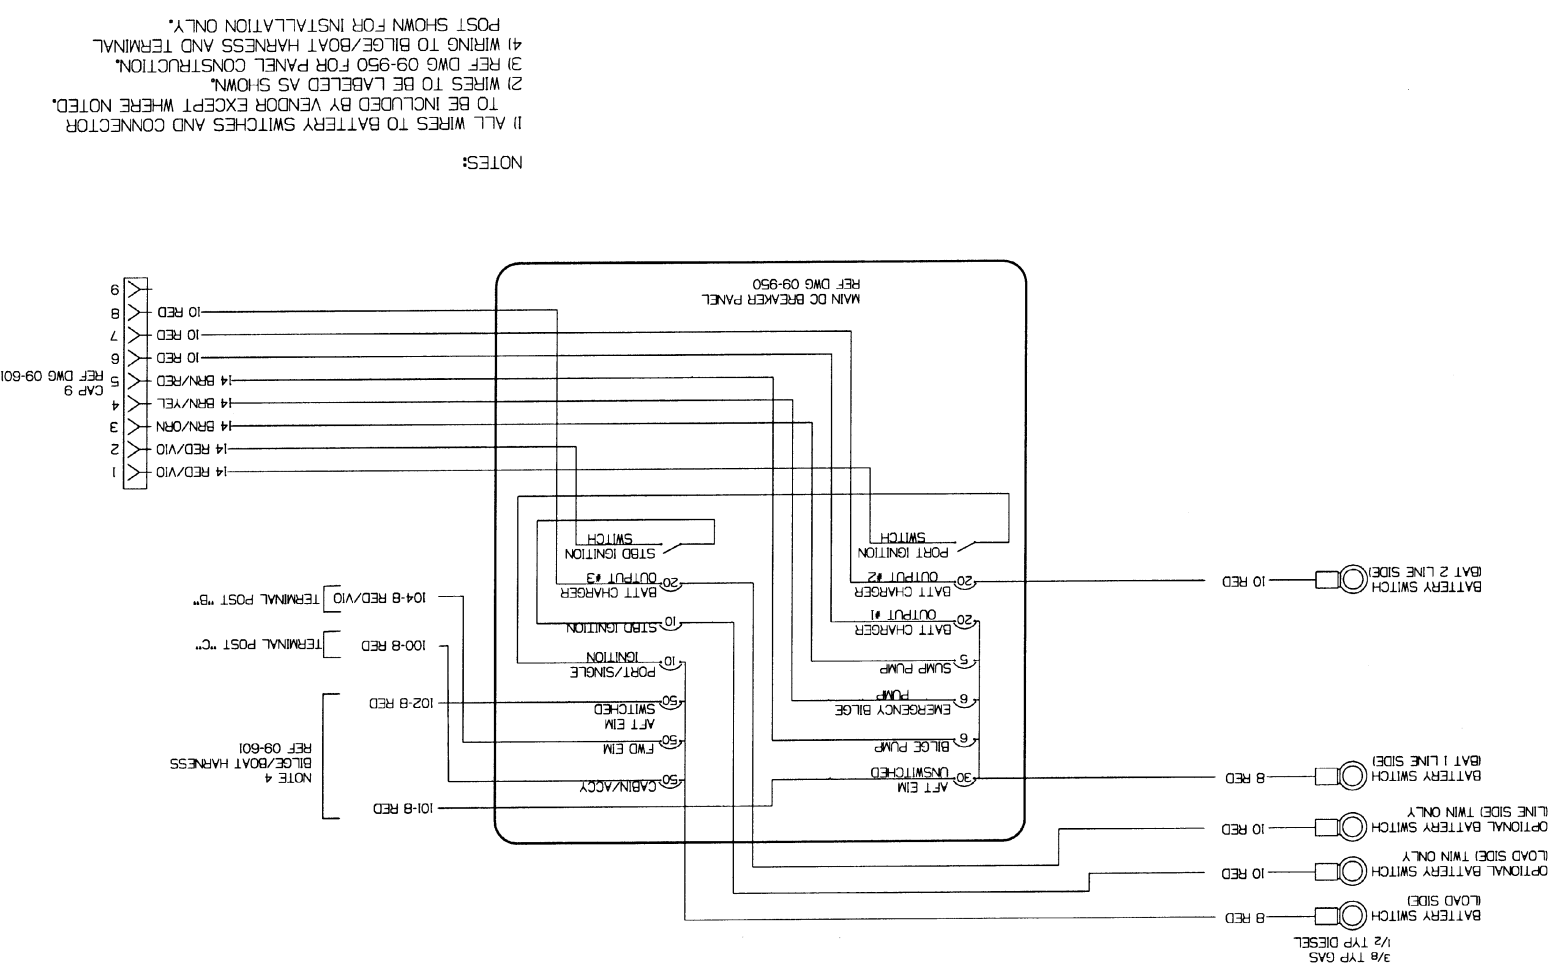 3/8 TYP GAS
1/2 TYP DIESEL
BATTERY SWITCH
(LOAD SIDE)
8 RED
OPTIONAL BATTERY SWITCH
(LOAD SIDE) TWIN ONLY
10 RED
OPTIONAL BATTERY SWITCH
(LINE SIDE) TWIN ONLY
10 RED
BATTERY SWITCH
(BAT 1 LINE SIDE)
8 RED
BATTERY SWITCH
(BAT 2 LINE SIDE)
10 RED
AFT EIM
UNSWITCHED
30
BILGE PUMP
6
EMERGENCY BILGE
PUMP
6
SUMP PUMP
5
BATT CHARGER
OUTPUT #1
20
BATT CHARGER
OUTPUT #2
20
PORT IGNITION
SWITCH
CABIN/ACCY
50
FWD EIM
50
AFT EIM
SWITCHED
50
PORT/SINGLE
IGNITION
10
STBD IGNITION
10
BATT CHARGER
OUTPUT #3
20
STBD IGNITION
SWITCH
MAIN DC BREAKER PANEL
REF DWG 09-950
101-8 RED
NOTE 4
BILGE/BOAT HARNESS
REF 09-601
102-8 RED
100-8 RED
TERMINAL POST "C"
104-8 RED/VIO
TERMINAL POST "B"
14 RED/VIO 1
14 RED/VIO 2
14 BRN/ORN 3
14 BRN/YEL 4
14 BRN/RED 5
10 RED 6
10 RED 7
10 RED 8
9
CAP 9
REF DWG 09-601
NOTES:
1) ALL WIRES TO BATTERY SWITCHES AND CONNECTOR
TO BE INCLUDED BY VENDOR EXCEPT WHERE NOTED.
2) WIRES TO BE LABELED AS SHOWN.
3) REF DWG 09-950 FOR PANEL CONSTRUCTION.
4) WIRING TO BILGE/BOAT HARNESS AND TERMINAL
POST SHOWN FOR INSTALLATION ONLY.